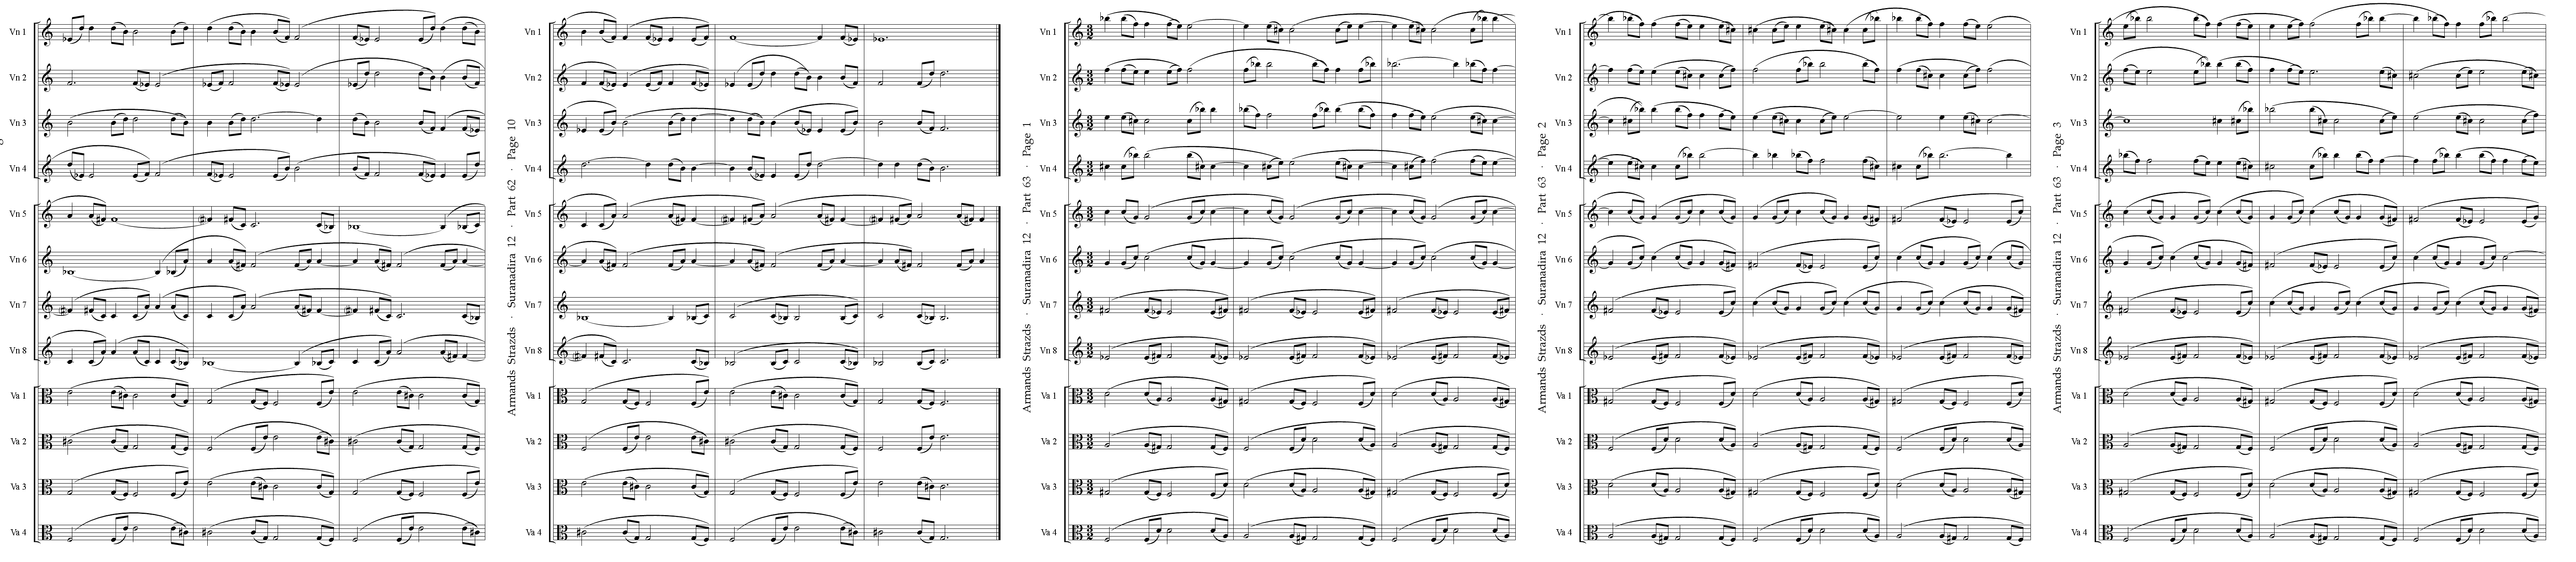 Vn 1
Vn 2
Vn 3
Vn 4
Vn 5
Vn 6
Vn 7
Vn 8
Va 1
Va 2
Va 3
Va 4
Armands Strazds · Suranadira 12 · Part 62 · Page 10
Vn 1
Vn 2
Vn 3
Vn 4
Vn 5
Vn 6
Vn 7
Vn 8
Va 1
Va 2
Va 3
Va 4
Armands Strazds · Suranadira 12 · Part 63 · Page 1
Vn 1
Vn 2
Vn 3
Vn 4
Vn 5
Vn 6
Vn 7
Vn 8
Va 1
Va 2
Va 3
Va 4
Armands Strazds · Suranadira 12 · Part 63 · Page 2
Vn 1
Vn 2
Vn 3
Vn 4
Vn 5
Vn 6
Vn 7
Vn 8
Va 1
Va 2
Va 3
Va 4
Armands Strazds · Suranadira 12 · Part 63 · Page 3
Vn 1
Vn 2
Vn 3
Vn 4
Vn 5
Vn 6
Vn 7
Vn 8
Va 1
Va 2
Va 3
Va 4